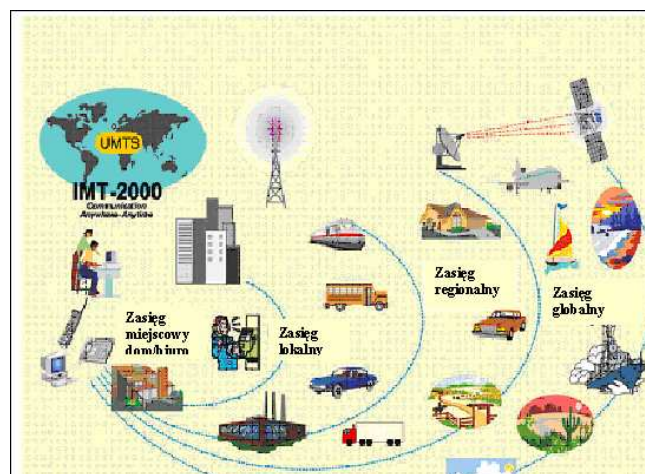 UMTS
IMT-2000
Communication
Anywhere-Anytime
Zasięg
miejscowy
dom/biuro
Zasięg
lokalny
Zasięg
regionalny
Zasięg
globalny